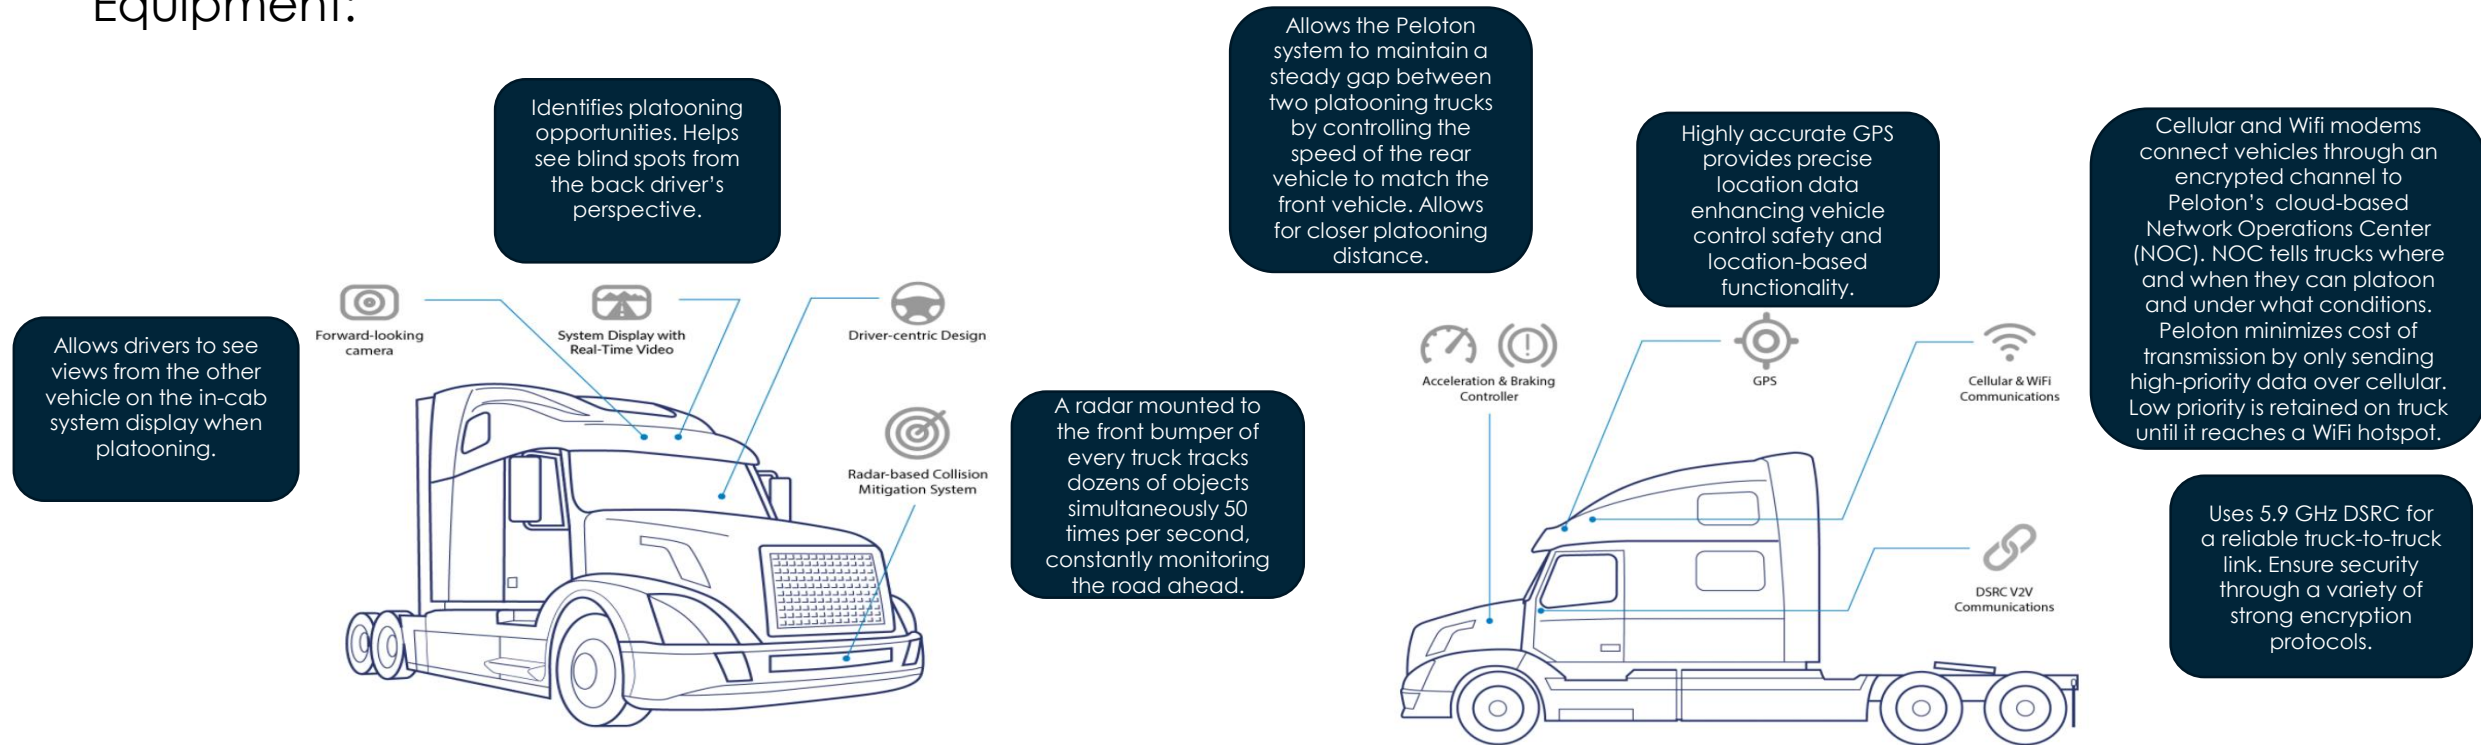 Equipment:
Identifies platooning
opportunities. Helps
see blind spots from
the back driver's
perspective.
Allows drivers to see
views from the other
vehicle on the in-cab
system display when
platooning.
Forward-looking
camera
System Display with
Real-Time Video
Driver-centric Design
Radar-based Collision
Mitigation System
A radar mounted to
the front bumper of
every truck tracks
dozens of objects
simultaneously 50
times per second,
constantly monitoring
the road ahead.
Allows the Peloton
system to maintain a
steady gap between
two platooning trucks
by controlling the
speed of the rear
vehicle to match the
front vehicle. Allows
for closer platooning
distance.
Acceleration & Braking
Controller
Highly accurate GPS
provides precise
location data
enhancing vehicle
control safety and
location-based
functionality.
GPS
Cellular & WiFi
Communications
Cellular and Wifi modems
connect vehicles through an
encrypted channel to
Peloton's cloud-based
Network Operations Center
(NOC). NOC tells trucks where
and when they can platoon
and under what conditions.
Peloton minimizes cost of
transmission by only sending
high-priority data over cellular.
Low priority is retained on truck
until it reaches a WiFi hotspot.
DSRC V2V
Communications
Uses 5.9 GHz DSRC for
a reliable truck-to-truck
link. Ensure security
through a variety of
strong encryption
protocols.